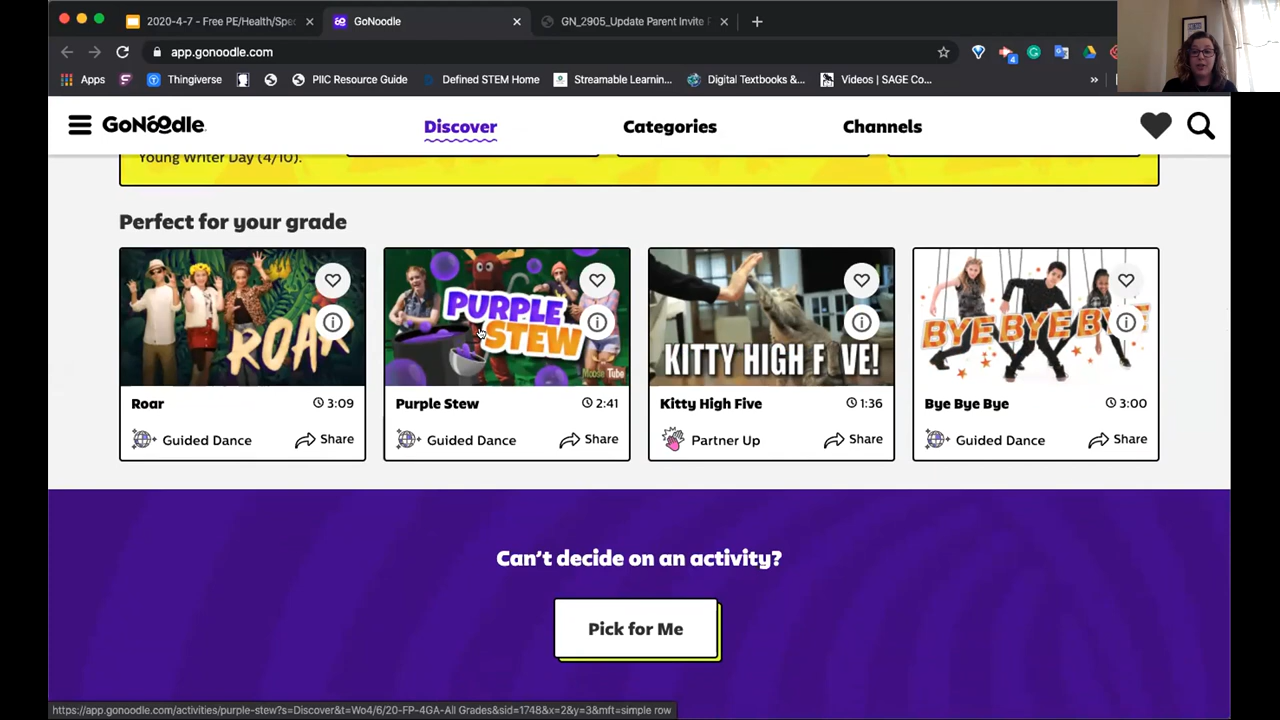 2020-4-7 - Free PE/Health/Spec
GoNoodle
GN_2905_Update Parent Invite F
app.gonoodle.com
4
Apps
Thingiverse
PIIC Resource Guide
Defined STEM Home
Streamable Learnin...
Digital Textbooks &...
Videos | SAGE Co...
»
GoNoodle
Discover
Categories
Channels
Young Writer Day (4/10).
Perfect for your grade
ROAR
PURPLE STEW
Moose Tube
KITTY HIGH FIVE!
BYE BYE BYE
Roar
3:09
Purple Stew
2:41
Kitty High Five
1:36
Bye Bye Bye
3:00
Guided Dance
Share
Guided Dance
Share
Partner Up
Share
Guided Dance
Share
Can't decide on an activity?
Pick for Me
https://app.gonoodle.com/activities/purple-stew?s=Discover&t=Wo4/6/20-FP-4GA-All Grades&sid=1748&x=2&y=3&mft=simple row